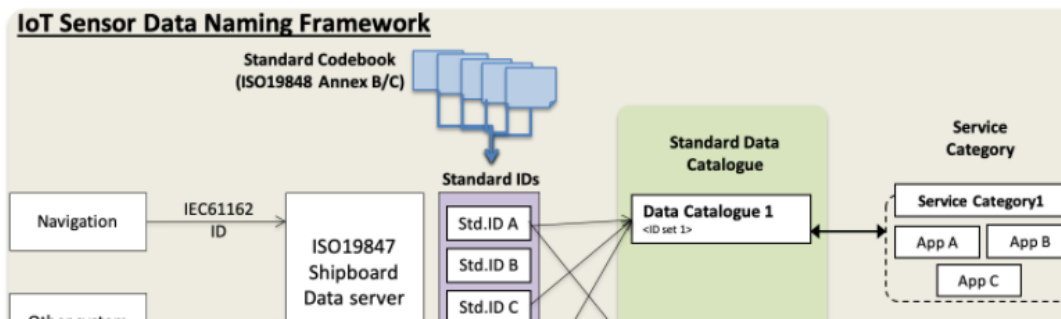 IoT Sensor Data Naming Framework
Standard Codebook
(ISO19848 Annex B/C)
Standard Data
Catalogue
Service
Category
Standard IDs
Navigation
IEC61162
ID
ISO19847
Shipboard
Data server
Std.ID A
Std.ID B
Std.ID C
Data Catalogue 1
<ID set 1>
Service Category1
App A
App B
App C
Other system